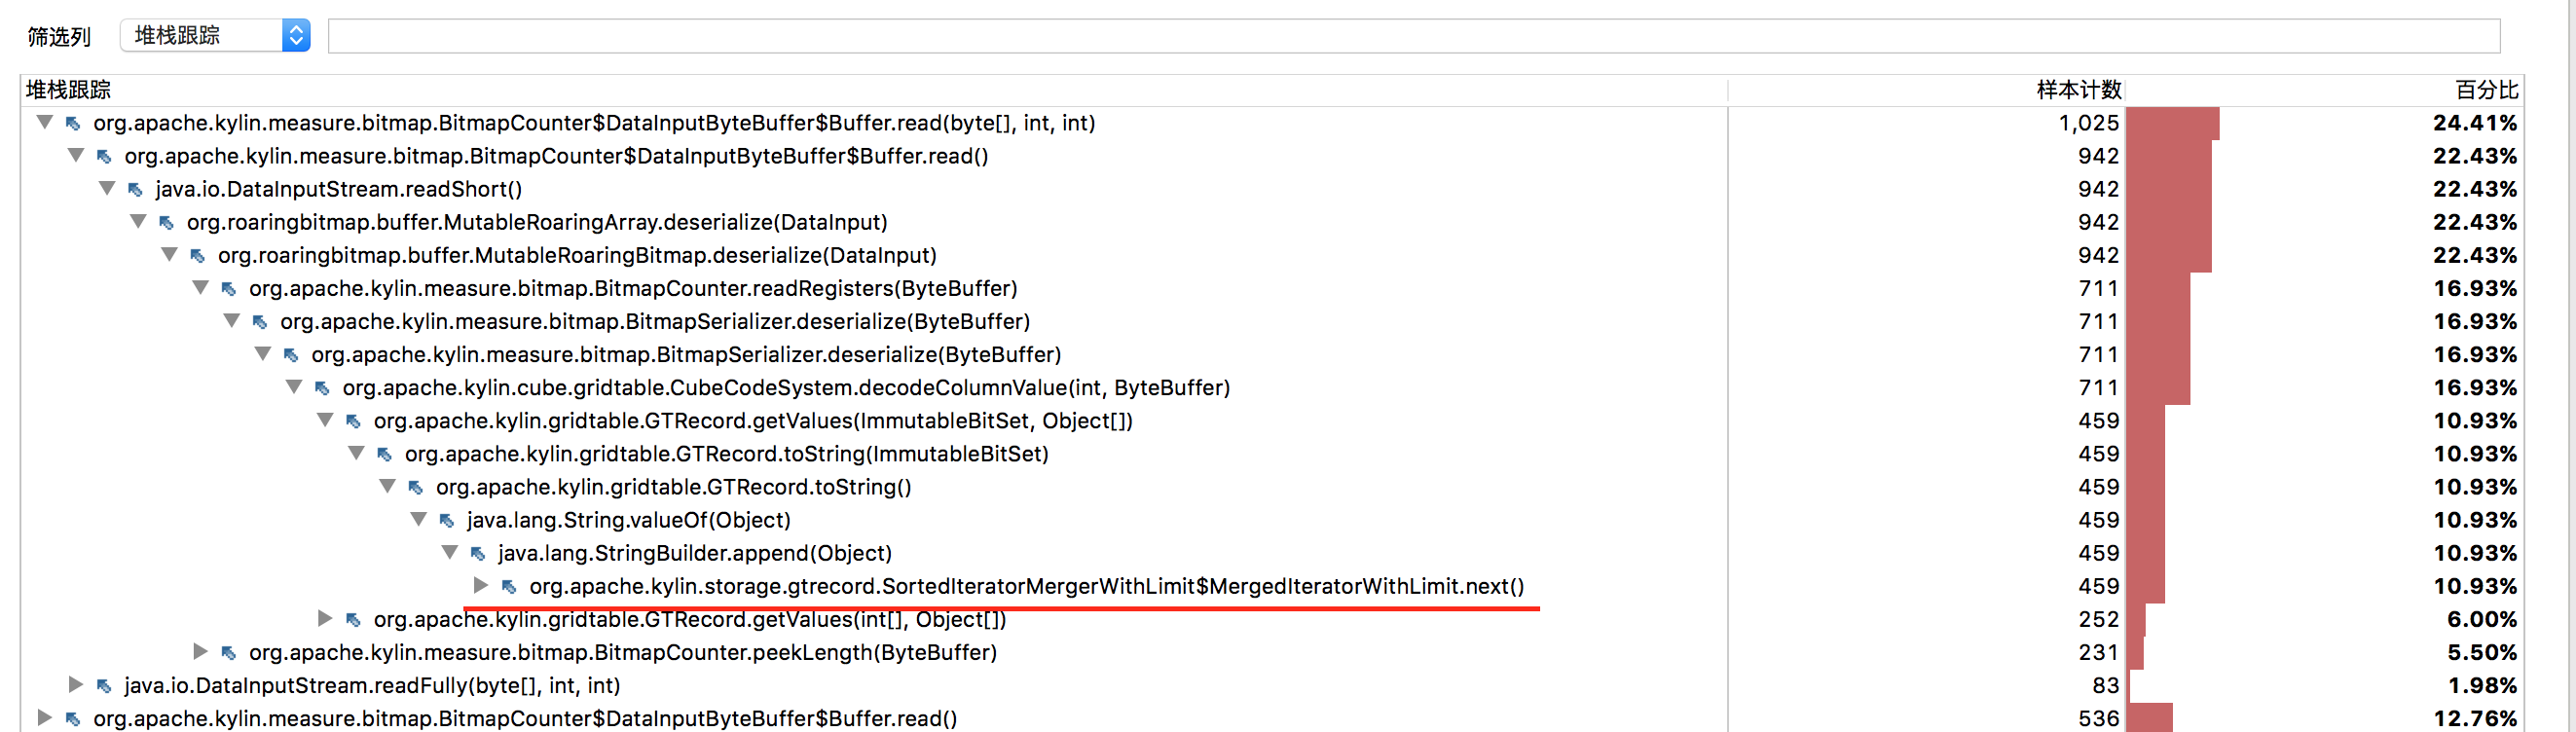 筛选列 堆栈跟踪
堆栈跟踪 样本计数 百分比
org.apache.kylin.measure.bitmap.BitmapCounter$DataInputByteBuffer$Buffer.read(byte[], int, int) 1,025 24.41%
org.apache.kylin.measure.bitmap.BitmapCounter$DataInputByteBuffer$Buffer.read() 942 22.43%
java.io.DataInputStream.readShort() 942 22.43%
org.roaringbitmap.buffer.MutableRoaringArray.deserialize(DataInput) 942 22.43%
org.roaringbitmap.buffer.MutableRoaringBitmap.deserialize(DataInput) 942 22.43%
org.apache.kylin.measure.bitmap.BitmapCounter.readRegisters(ByteBuffer) 711 16.93%
org.apache.kylin.measure.bitmap.BitmapSerializer.deserialize(ByteBuffer) 711 16.93%
org.apache.kylin.measure.bitmap.BitmapSerializer.deserialize(ByteBuffer) 711 16.93%
org.apache.kylin.cube.gridtable.CubeCodeSystem.decodeColumnValue(int, ByteBuffer) 711 16.93%
org.apache.kylin.gridtable.GTRecord.getValues(ImmutableBitSet, Object[]) 459 10.93%
org.apache.kylin.gridtable.GTRecord.toString(ImmutableBitSet) 459 10.93%
org.apache.kylin.gridtable.GTRecord.toString() 459 10.93%
java.lang.String.valueOf(Object) 459 10.93%
java.lang.StringBuilder.append(Object) 459 10.93%
org.apache.kylin.storage.gtrecord.SortedIteratorMergerWithLimit$MergedIteratorWithLimit.next() 459 10.93%
org.apache.kylin.gridtable.GTRecord.getValues(int[], Object[]) 252 6.00%
org.apache.kylin.measure.bitmap.BitmapCounter.peekLength(ByteBuffer) 231 5.50%
java.io.DataInputStream.readFully(byte[], int, int) 83 1.98%
org.apache.kylin.measure.bitmap.BitmapCounter$DataInputByteBuffer$Buffer.read() 536 12.76%